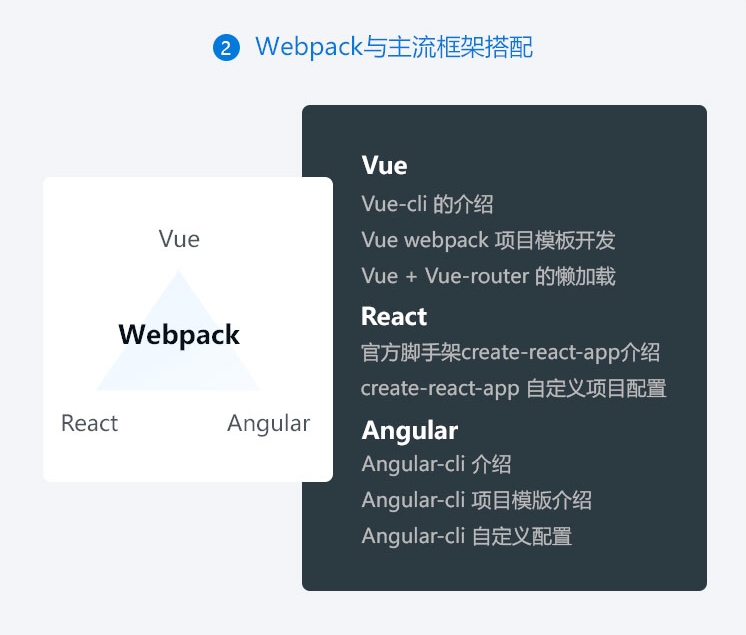 2 Webpack与主流框架搭配
Vue
Webpack
React Angular
Vue
Vue-cli 的介绍
Vue webpack 项目模板开发
Vue + Vue-router 的懒加载
React
官方脚手架create-react-app介绍
create-react-app 自定义项目配置
Angular
Angular-cli 介绍
Angular-cli 项目模版介绍
Angular-cli 自定义配置